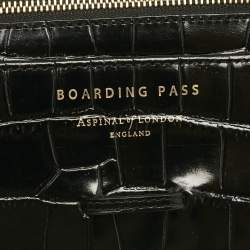 BOARDING PASS
ASPINAL of LONDON
ENGLAND